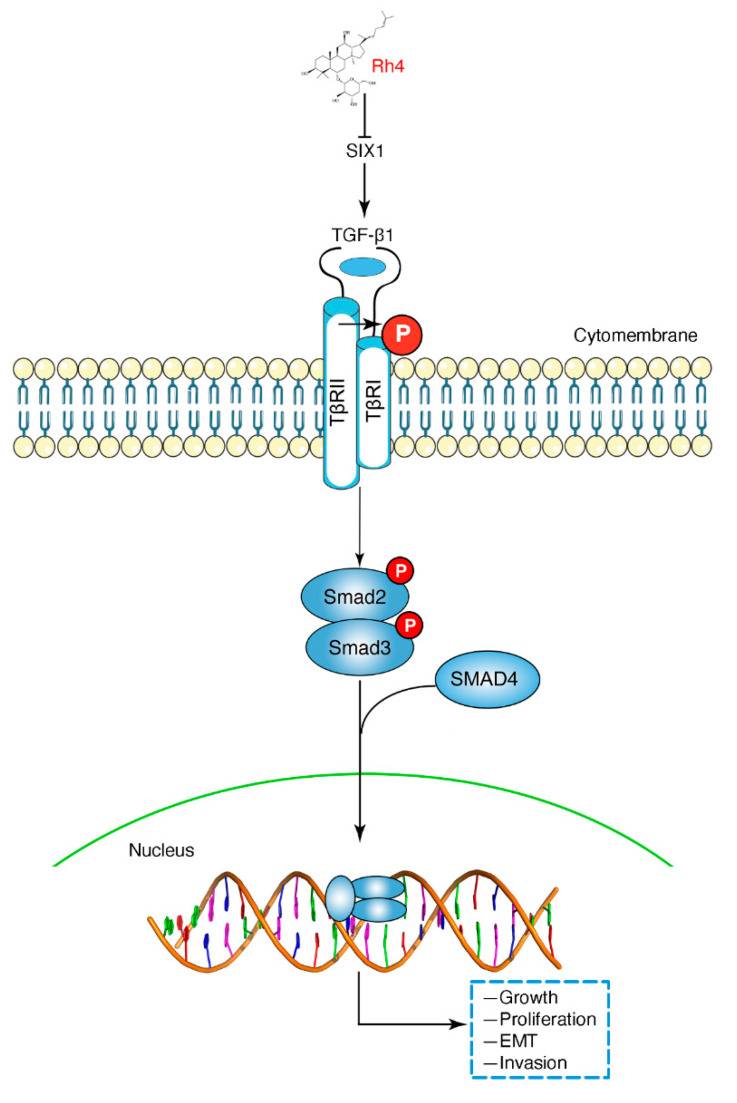 Rh4
SIX1
TGF-β1
P
Cytomembrane
TβRII
TβRI
P
Smad2
P
Smad3
SMAD4
Nucleus
—Growth
—Proliferation
—EMT
—Invasion